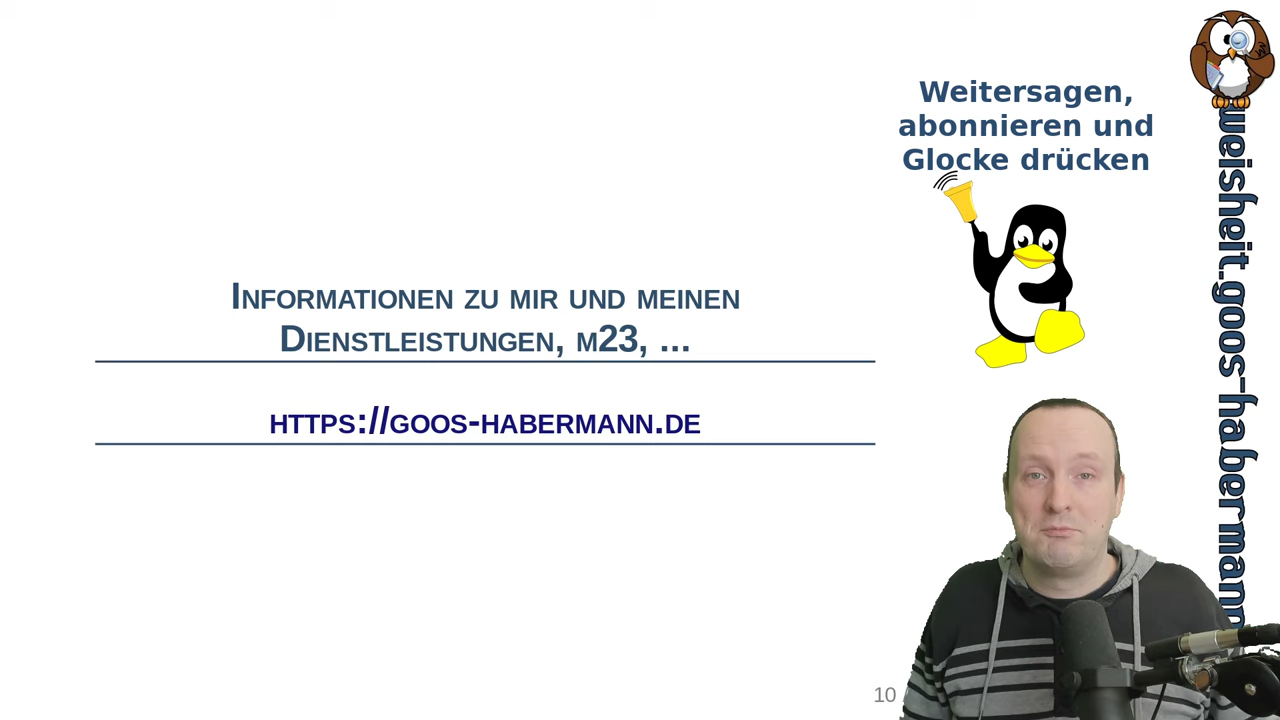 Weitersagen,
abonnieren und
Glocke drücken
Informationen zu mir und meinen
Dienstleistungen, m23, ...
https://goos-habermann.de
weisheit.goos-habermann
10